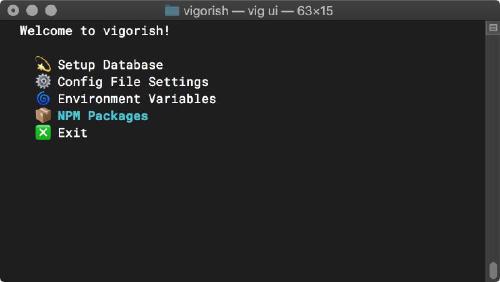 vigorish — vig ui — 63×15
Welcome to vigorish!
Setup Database
Config File Settings
Environment Variables
NPM Packages
Exit